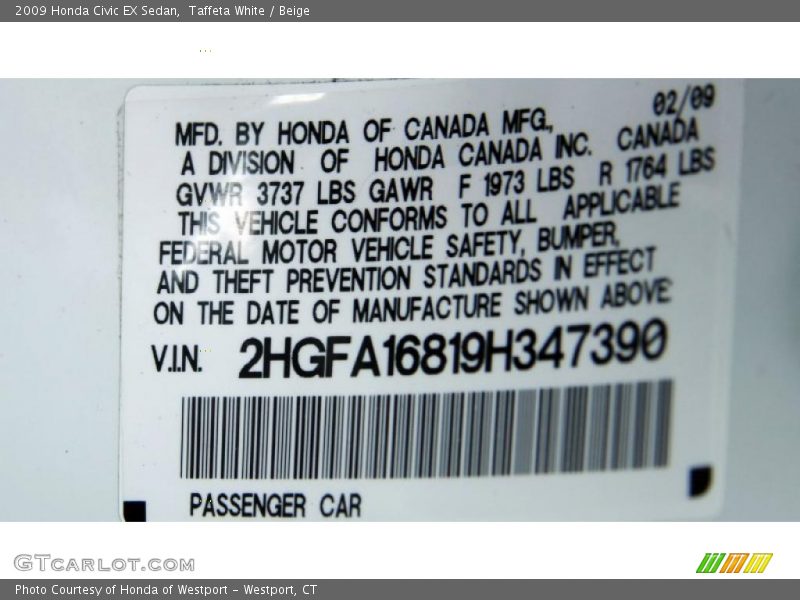 2009 Honda Civic EX Sedan,  Taffeta White / Beige
02/09
MFD. BY HONDA OF CANADA MFG.,
A DIVISION OF HONDA CANADA INC. CANADA
GVWR 3737 LBS GAWR F 1973 LBS R 1764 LBS
THIS VEHICLE CONFORMS TO ALL APPLICABLE
FEDERAL MOTOR VEHICLE SAFETY, BUMPER,
AND THEFT PREVENTION STANDARDS IN EFFECT
ON THE DATE OF MANUFACTURE SHOWN ABOVE.
V.I.N. 2HGFA16819H347390
PASSENGER CAR
GTCARLOT.COM
Photo Courtesy of Honda of Westport - Westport, CT